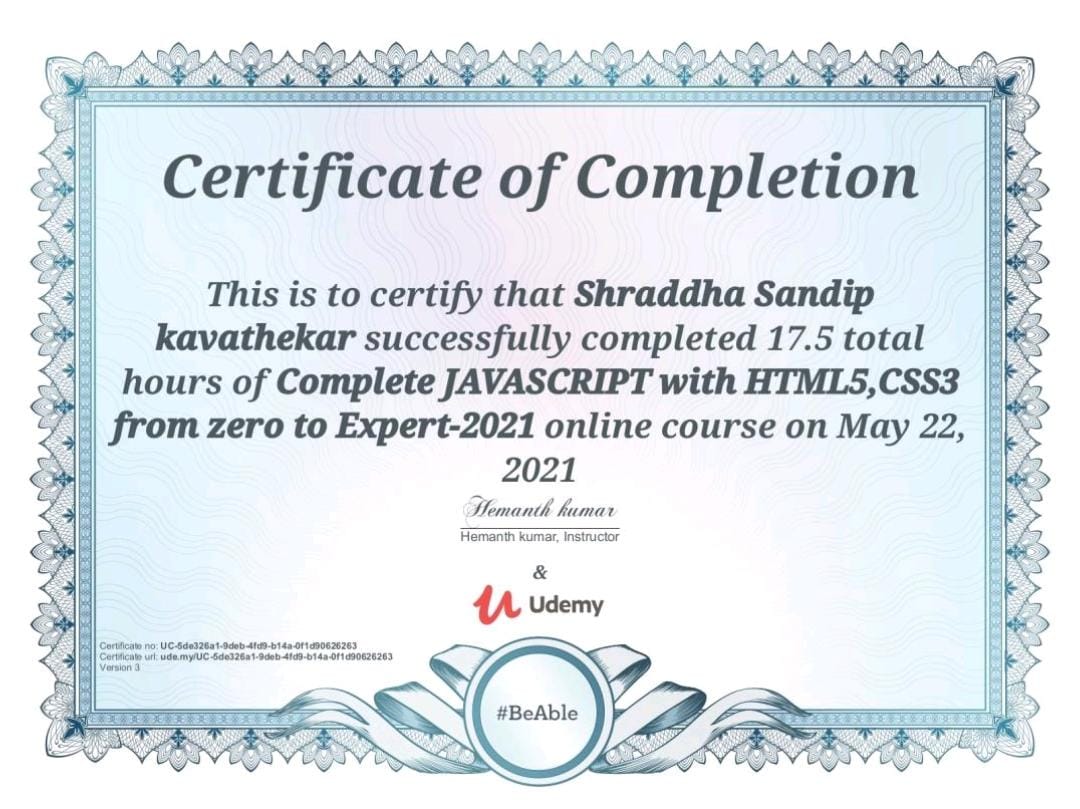 Certificate of Completion
This is to certify that Shraddha Sandip
kavathekar successfully completed 17.5 total
hours of Complete JAVASCRIPT with HTML5,CSS3
from zero to Expert-2021 online course on May 22,
2021
Hemanth kumar
Hemanth kumar, Instructor
&
Udemy
Certificate no: UC-5de326a1-9deb-4fd9-b14a-0f1d90626263
Certificate url: ude.my/UC-5de326a1-9deb-4fd9-b14a-0f1d90626263
Version 3
#BeAble